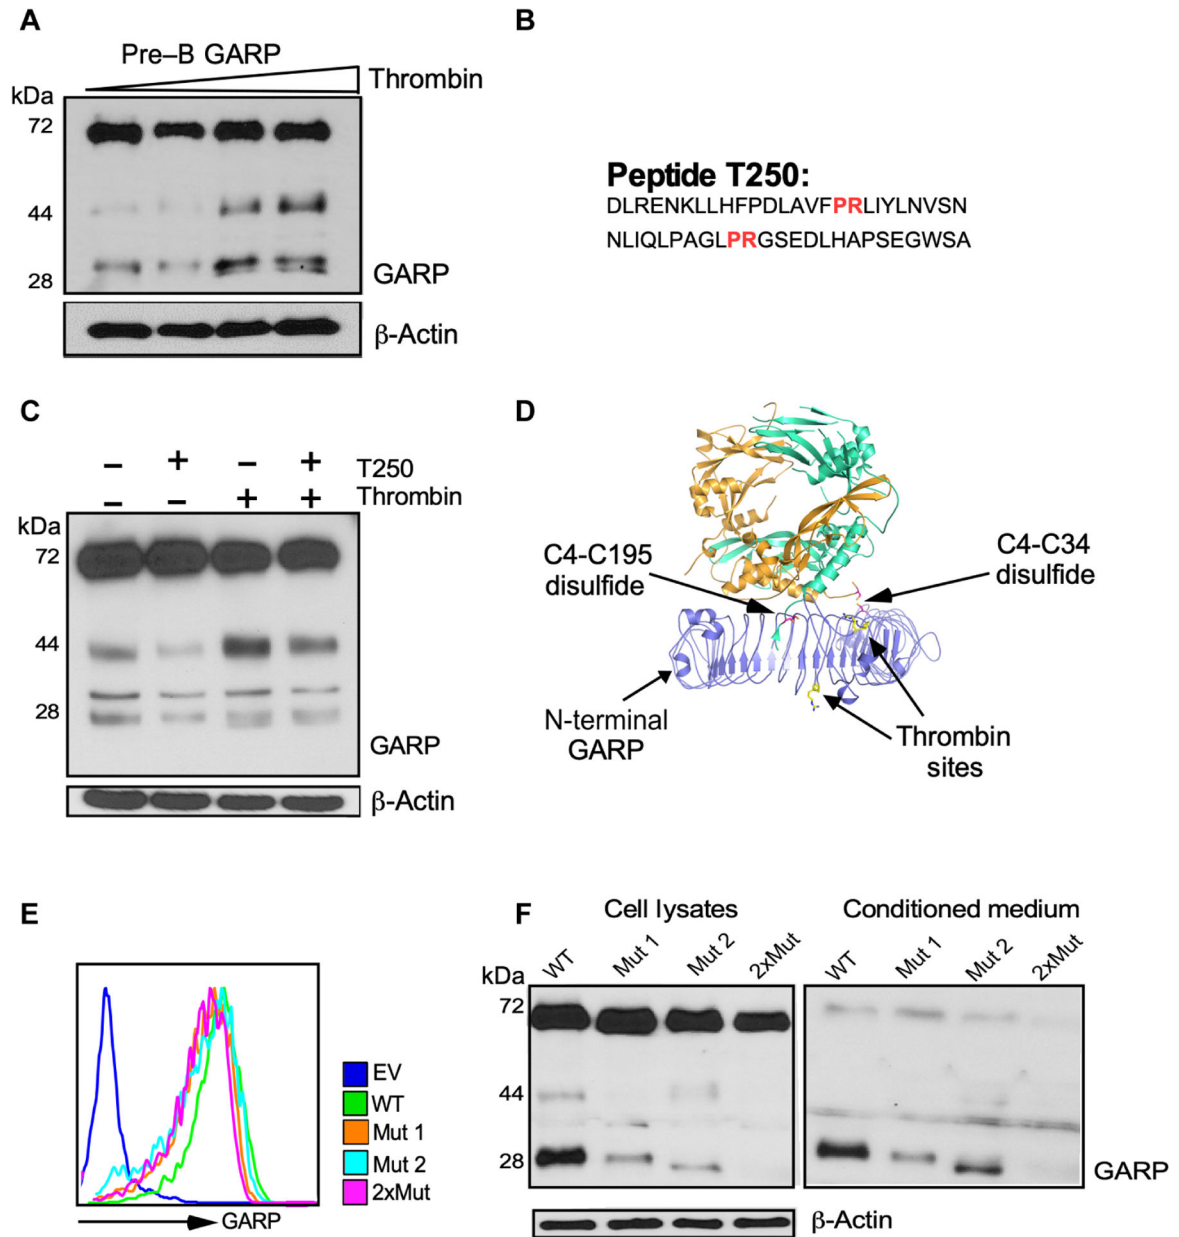 A
Pre–B GARP
Thrombin
kDa
72
44
28
GARP
β-Actin
B
Peptide T250:
DLRENKLLHFPDLAVFPRLIYLNVSN
NLIQLPAGLPRGSEDLHAPSEGWSA
C
– + – + T250
– – + + Thrombin
kDa
72
44
28
GARP
β-Actin
D
C4-C195
disulfide
C4-C34
disulfide
N-terminal
GARP
Thrombin
sites
E
EV
WT
Mut 1
Mut 2
2xMut
GARP
F
Cell lysates
Conditioned medium
WT Mut 1 Mut 2 2xMut
WT Mut 1 Mut 2 2xMut
kDa
72
44
28
GARP
β-Actin